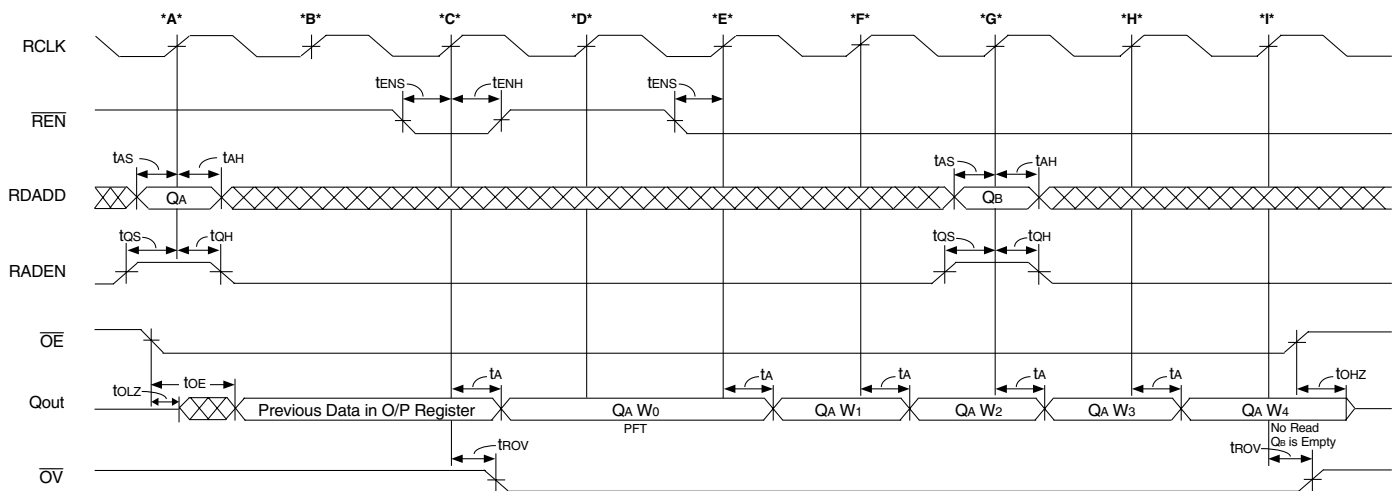 *A* *B* *C* *D* *E* *F* *G* *H* *I*
RCLK
tENS tENH tENS
REN
tAS tAH tAS tAH
RDADD QA QB
tQS tQH tQS tQH
RADEN
OE
tOLZ tOE tA tA tA tA tA tOHZ
Qout Previous Data in O/P Register QA W0 QA W1 QA W2 QA W3 QA W4
PFT No Read
QB is Empty
tROV tROV
OV